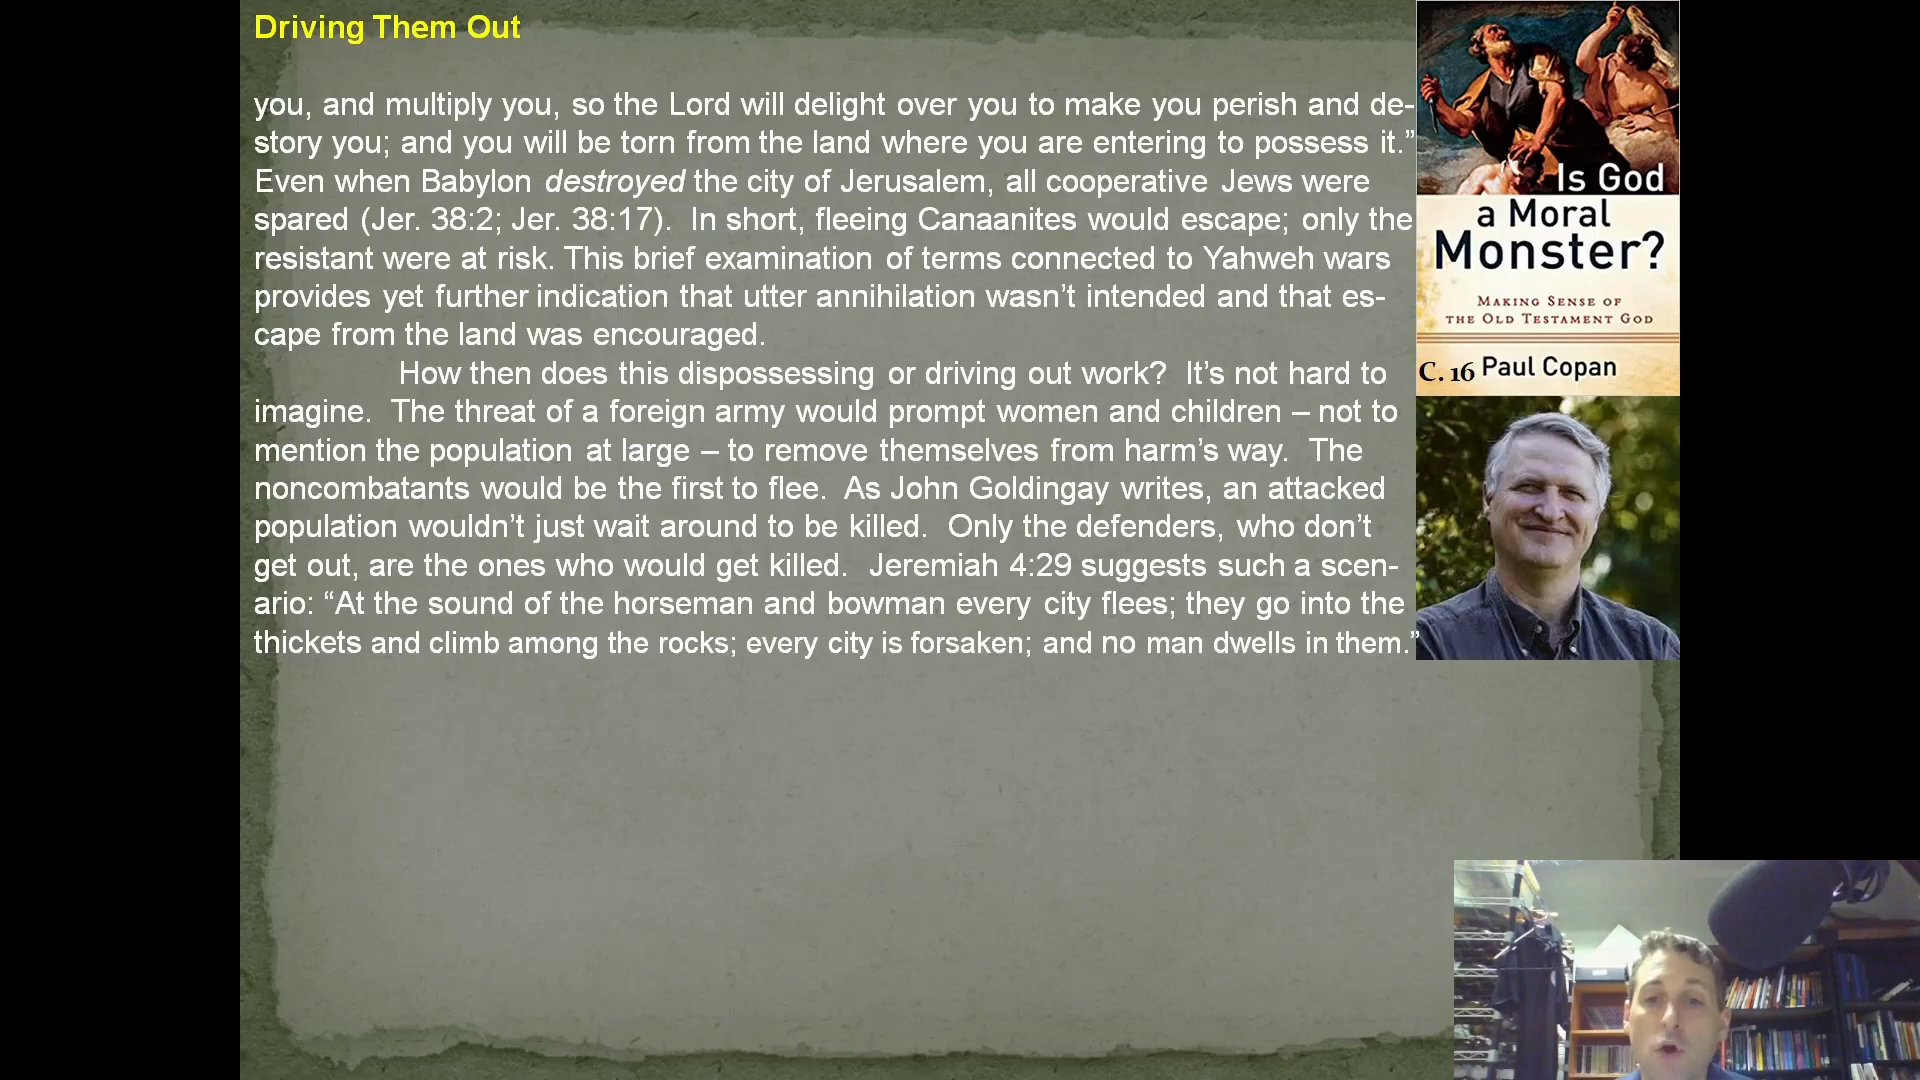 Driving Them Out
you, and multiply you, so the Lord will delight over you to make you perish and de-
story you; and you will be torn from the land where you are entering to possess it.”
Even when Babylon destroyed the city of Jerusalem, all cooperative Jews were
spared (Jer. 38:2; Jer. 38:17).  In short, fleeing Canaanites would escape; only the
resistant were at risk. This brief examination of terms connected to Yahweh wars
provides yet further indication that utter annihilation wasn’t intended and that es-
cape from the land was encouraged.
How then does this dispossessing or driving out work?  It’s not hard to
imagine.  The threat of a foreign army would prompt women and children – not to
mention the population at large – to remove themselves from harm’s way.  The
noncombatants would be the first to flee.  As John Goldingay writes, an attacked
population wouldn’t just wait around to be killed.  Only the defenders, who don’t
get out, are the ones who would get killed.  Jeremiah 4:29 suggests such a scen-
ario: “At the sound of the horseman and bowman every city flees; they go into the
thickets and climb among the rocks; every city is forsaken; and no man dwells in them.”
Is God
a Moral
Monster?
Making Sense of
the Old Testament God
C. 16 Paul Copan